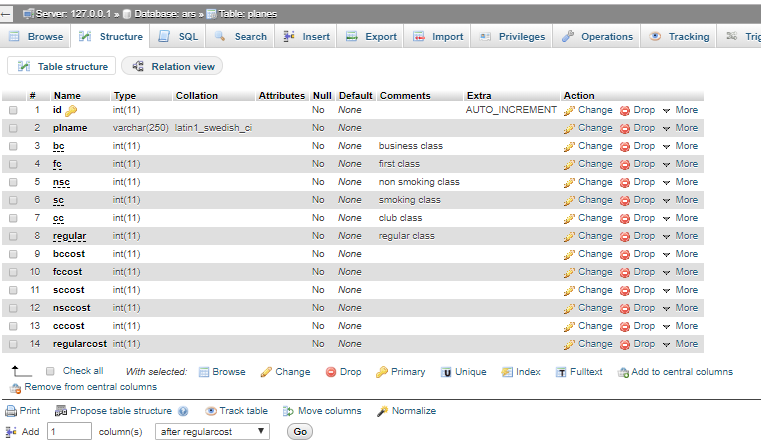 Server: 127.0.0.1 » Database: ars » Table: planes
Browse Structure SQL Search Insert Export Import Privileges Operations Tracking
Table structure Relation view
# Name Type Collation Attributes Null Default Comments Extra Action
1 id int(11) No None AUTO_INCREMENT Change Drop More
2 plname varchar(250) latin1_swedish_ci No None Change Drop More
3 bc int(11) No None business class Change Drop More
4 fc int(11) No None first class Change Drop More
5 nsc int(11) No None non smoking class Change Drop More
6 sc int(11) No None smoking class Change Drop More
7 cc int(11) No None club class Change Drop More
8 regular int(11) No None regular class Change Drop More
9 bccost int(11) No None Change Drop More
10 fccost int(11) No None Change Drop More
11 sccost int(11) No None Change Drop More
12 nsccost int(11) No None Change Drop More
13 cccost int(11) No None Change Drop More
14 regularcost int(11) No None Change Drop More
Check all With selected: Browse Change Drop Primary Unique Index Fulltext Add to central columns
Remove from central columns
Print Propose table structure Track table Move columns Normalize
Add 1 column(s) after regularcost Go